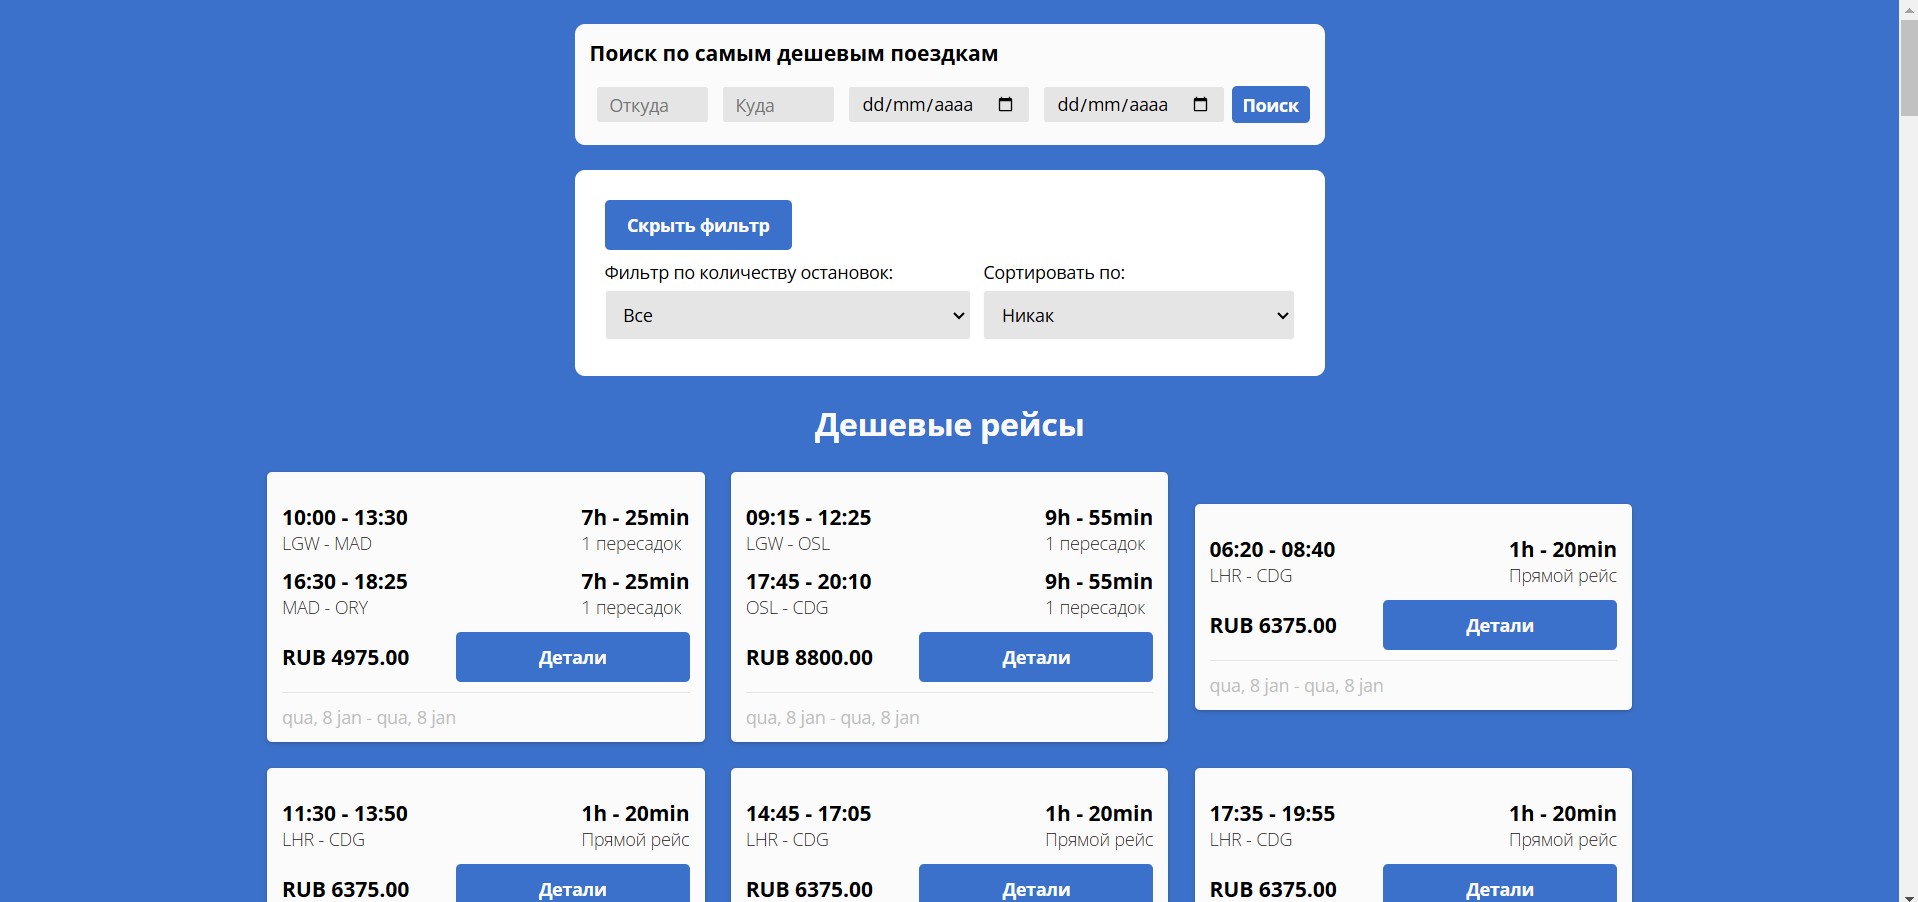 Поиск по самым дешевым поездкам
Откуда Куда dd/mm/aaaa dd/mm/aaaa Поиск
Скрыть фильтр
Фильтр по количеству остановок: Сортировать по:
Все Никак
Дешевые рейсы
10:00 - 13:30 7h - 25min
LGW - MAD 1 пересадок
16:30 - 18:25 7h - 25min
MAD - ORY 1 пересадок
RUB 4975.00 Детали
qua, 8 jan - qua, 8 jan
09:15 - 12:25 9h - 55min
LGW - OSL 1 пересадок
17:45 - 20:10 9h - 55min
OSL - CDG 1 пересадок
RUB 8800.00 Детали
qua, 8 jan - qua, 8 jan
06:20 - 08:40 1h - 20min
LHR - CDG Прямой рейс
RUB 6375.00 Детали
qua, 8 jan - qua, 8 jan
11:30 - 13:50 1h - 20min
LHR - CDG Прямой рейс
RUB 6375.00 Детали
14:45 - 17:05 1h - 20min
LHR - CDG Прямой рейс
RUB 6375.00 Детали
17:35 - 19:55 1h - 20min
LHR - CDG Прямой рейс
RUB 6375.00 Детали